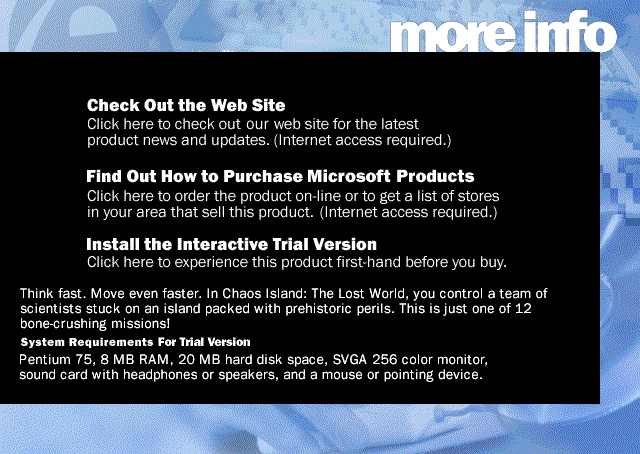 more info
Check Out the Web Site
Click here to check out our web site for the latest
product news and updates. (Internet access required.)
Find Out How to Purchase Microsoft Products
Click here to order the product on-line or to get a list of stores
in your area that sell this product. (Internet access required.)
Install the Interactive Trial Version
Click here to experience this product first-hand before you buy.
Think fast. Move even faster. In Chaos Island: The Lost World, you control a team of
scientists stuck on an island packed with prehistoric perils. This is just one of 12
bone-crushing missions!
System Requirements For Trial Version
Pentium 75, 8 MB RAM, 20 MB hard disk space, SVGA 256 color monitor,
sound card with headphones or speakers, and a mouse or pointing device.